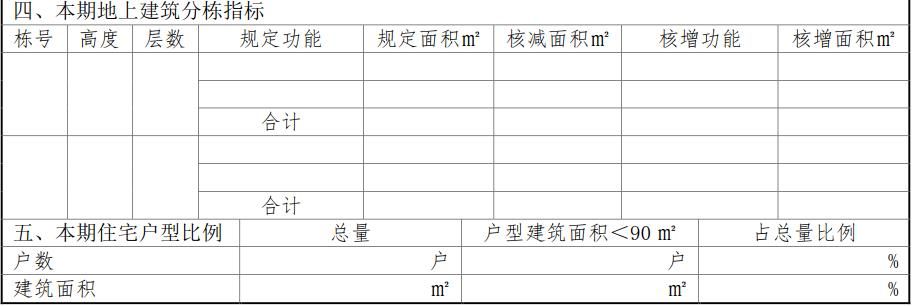 四、本期地上建筑分栋指标
栋号 高度 层数 规定功能 规定面积㎡ 核减面积㎡ 核增功能 核增面积㎡
合计
合计
五、本期住宅户型比例 总量 户型建筑面积＜90 ㎡ 占总量比例
户数 户 户 %
建筑面积 ㎡ ㎡ %